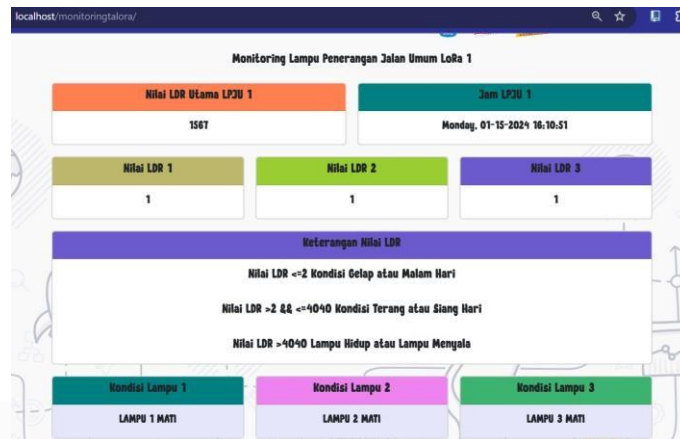 localhost/monitoringtalora/
Monitoring Lampu Penerangan Jalan Umum LoRa 1
Nilai LDR Utama LPJU 1
Jam LPJU 1
1567
Monday, 01-15-2024 16:10:51
Nilai LDR 1
Nilai LDR 2
Nilai LDR 3
1
1
1
Keterangan Nilai LDR
Nilai LDR <=2 Kondisi Gelap atau Malam Hari
Nilai LDR >2 && <=4040 Kondisi Terang atau Siang Hari
Nilai LDR >4040 Lampu Hidup atau Lampu Menyala
Kondisi Lampu 1
Kondisi Lampu 2
Kondisi Lampu 3
LAMPU 1 MATI
LAMPU 2 MATI
LAMPU 3 MATI